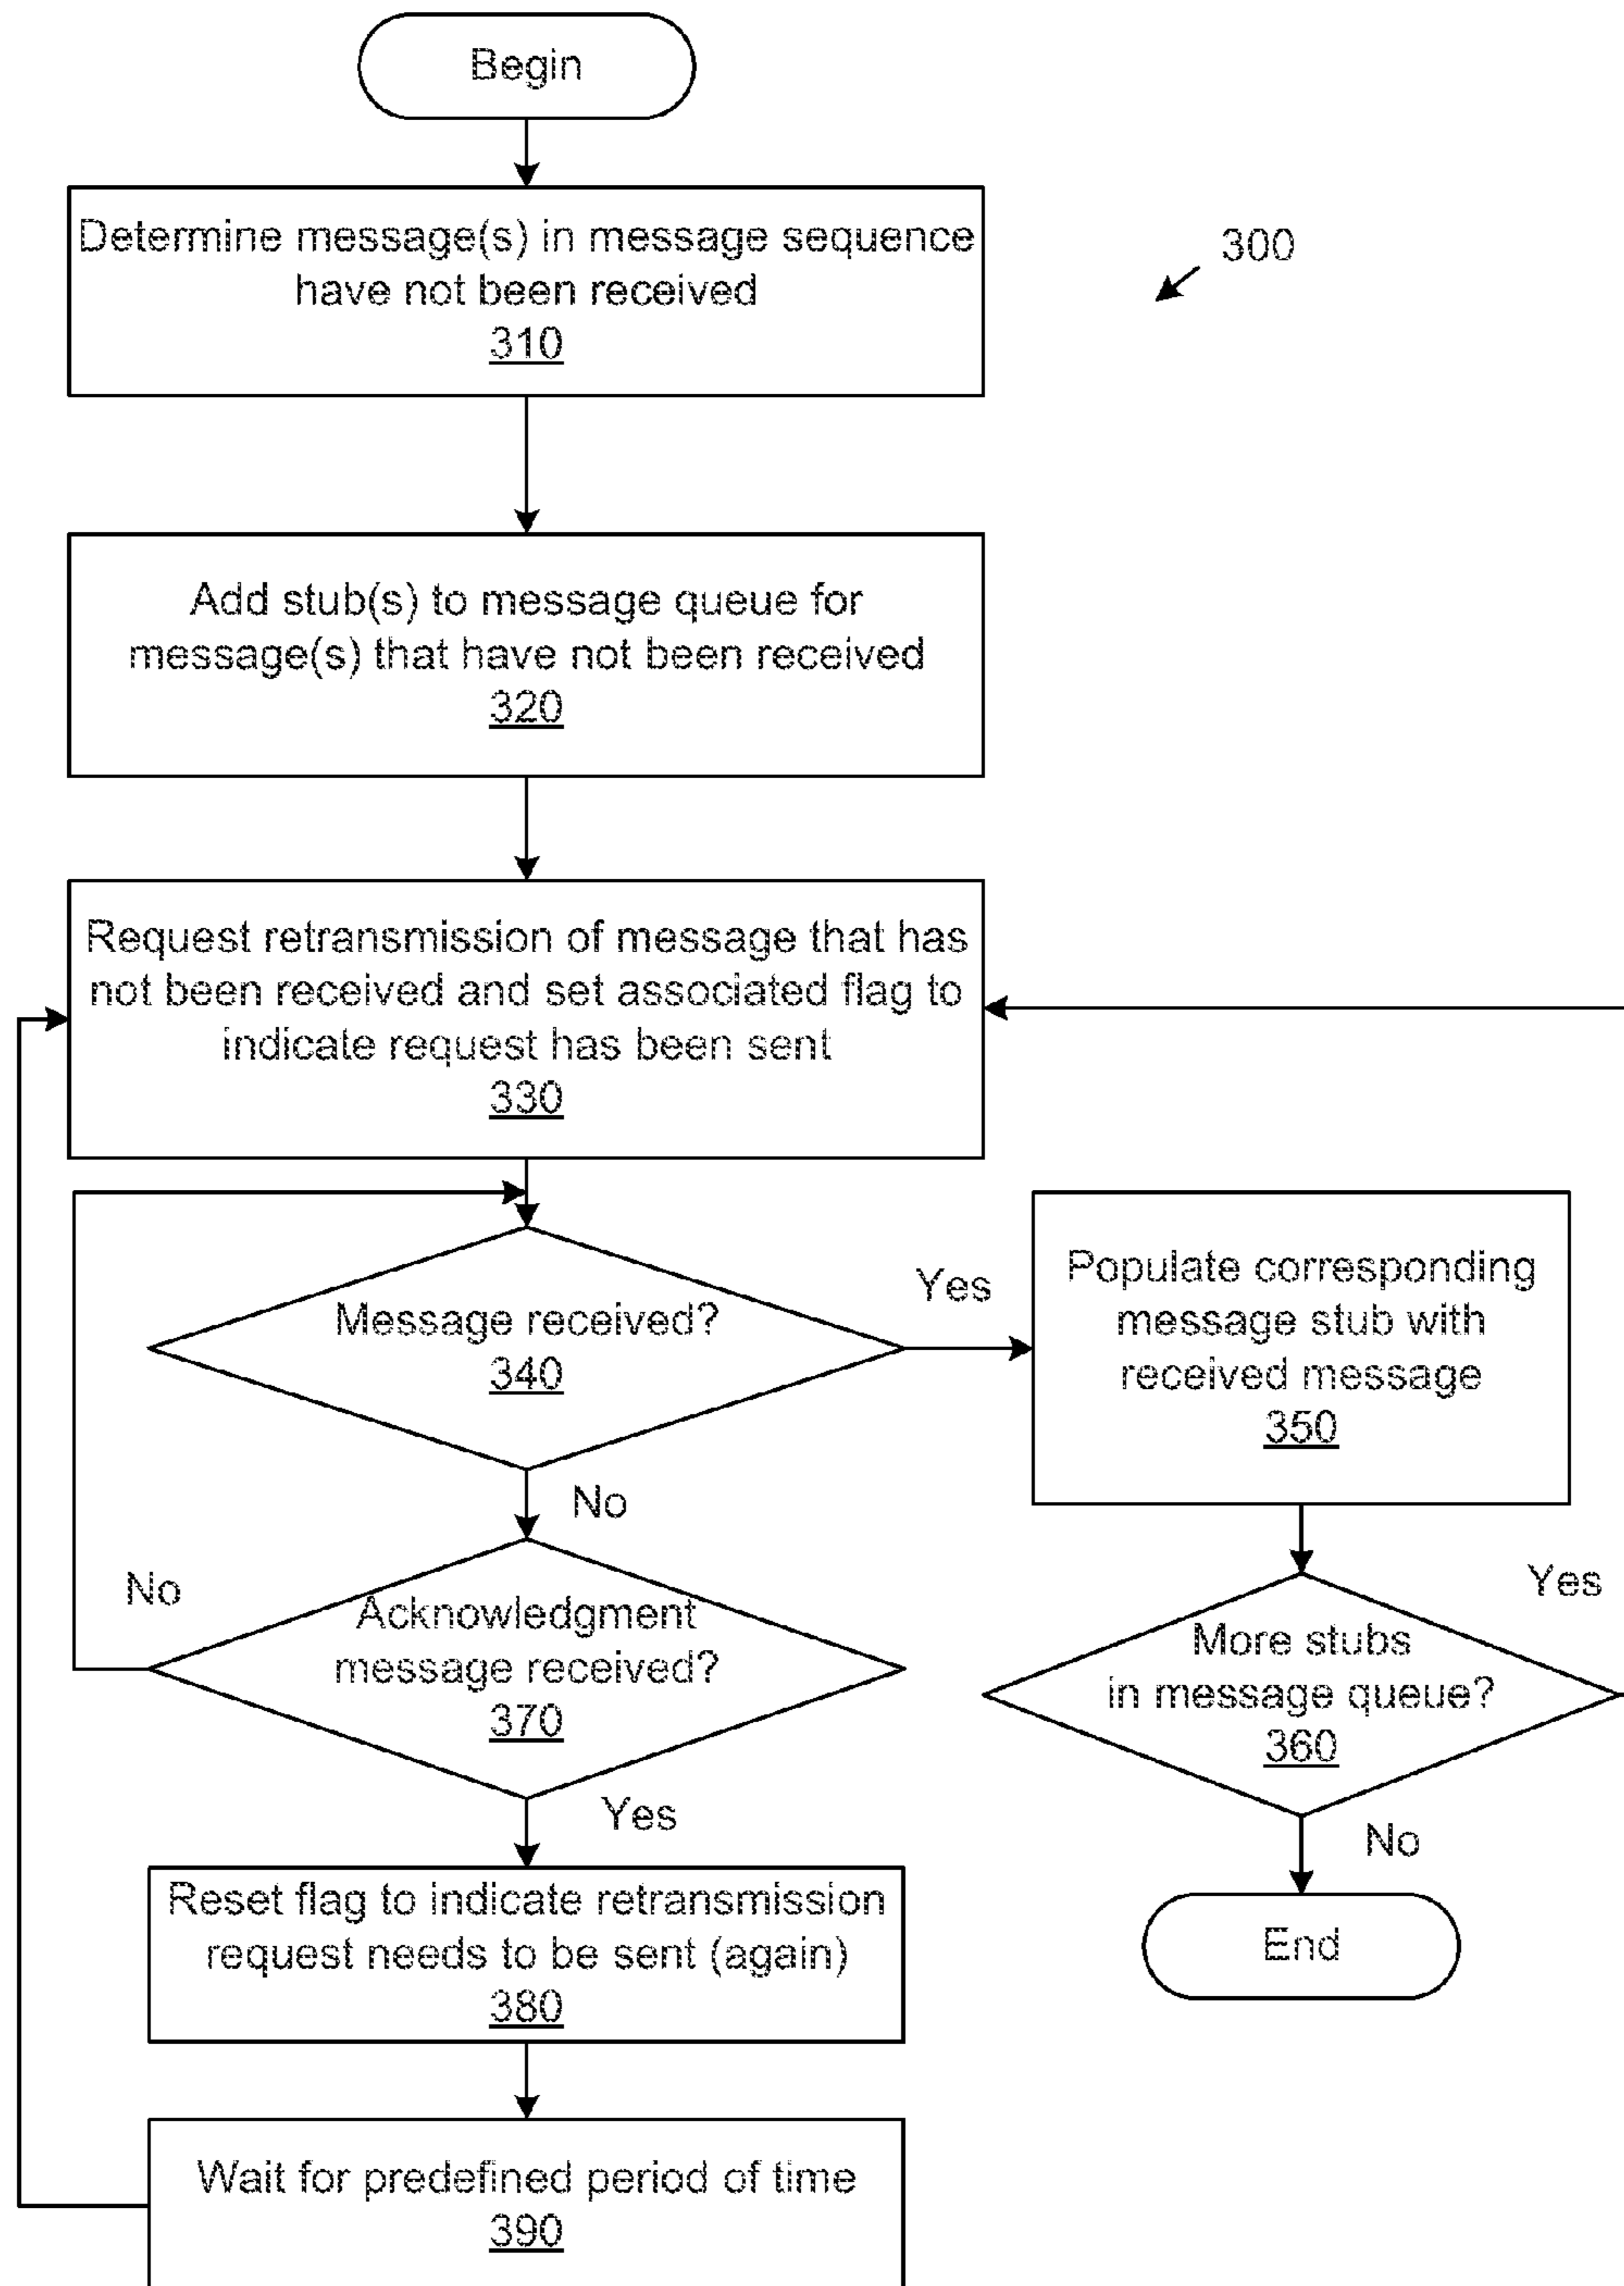 Begin
Determine message(s) in message sequence
have not been received
310
300
Add stub(s) to message queue for
message(s) that have not been received
320
Request retransmission of message that has
not been received and set associated flag to
indicate request has been sent
330
Message received?
340
Yes
Populate corresponding
message stub with
received message
350
No
No
Acknowledgment
message received?
370
Yes
More stubs
in message queue?
360
Yes
No
Reset flag to indicate retransmission
request needs to be sent (again)
380
End
Wait for predefined period of time
390